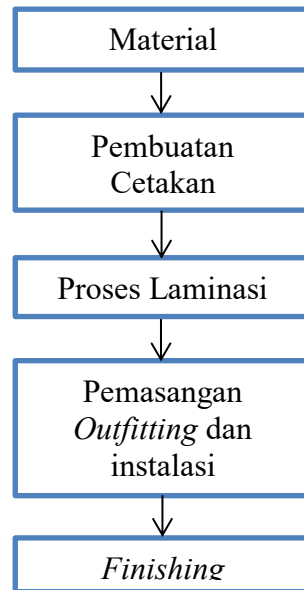 Material
Pembuatan
Cetakan
Proses Laminasi
Pemasangan
Outfitting dan
instalasi
Finishing